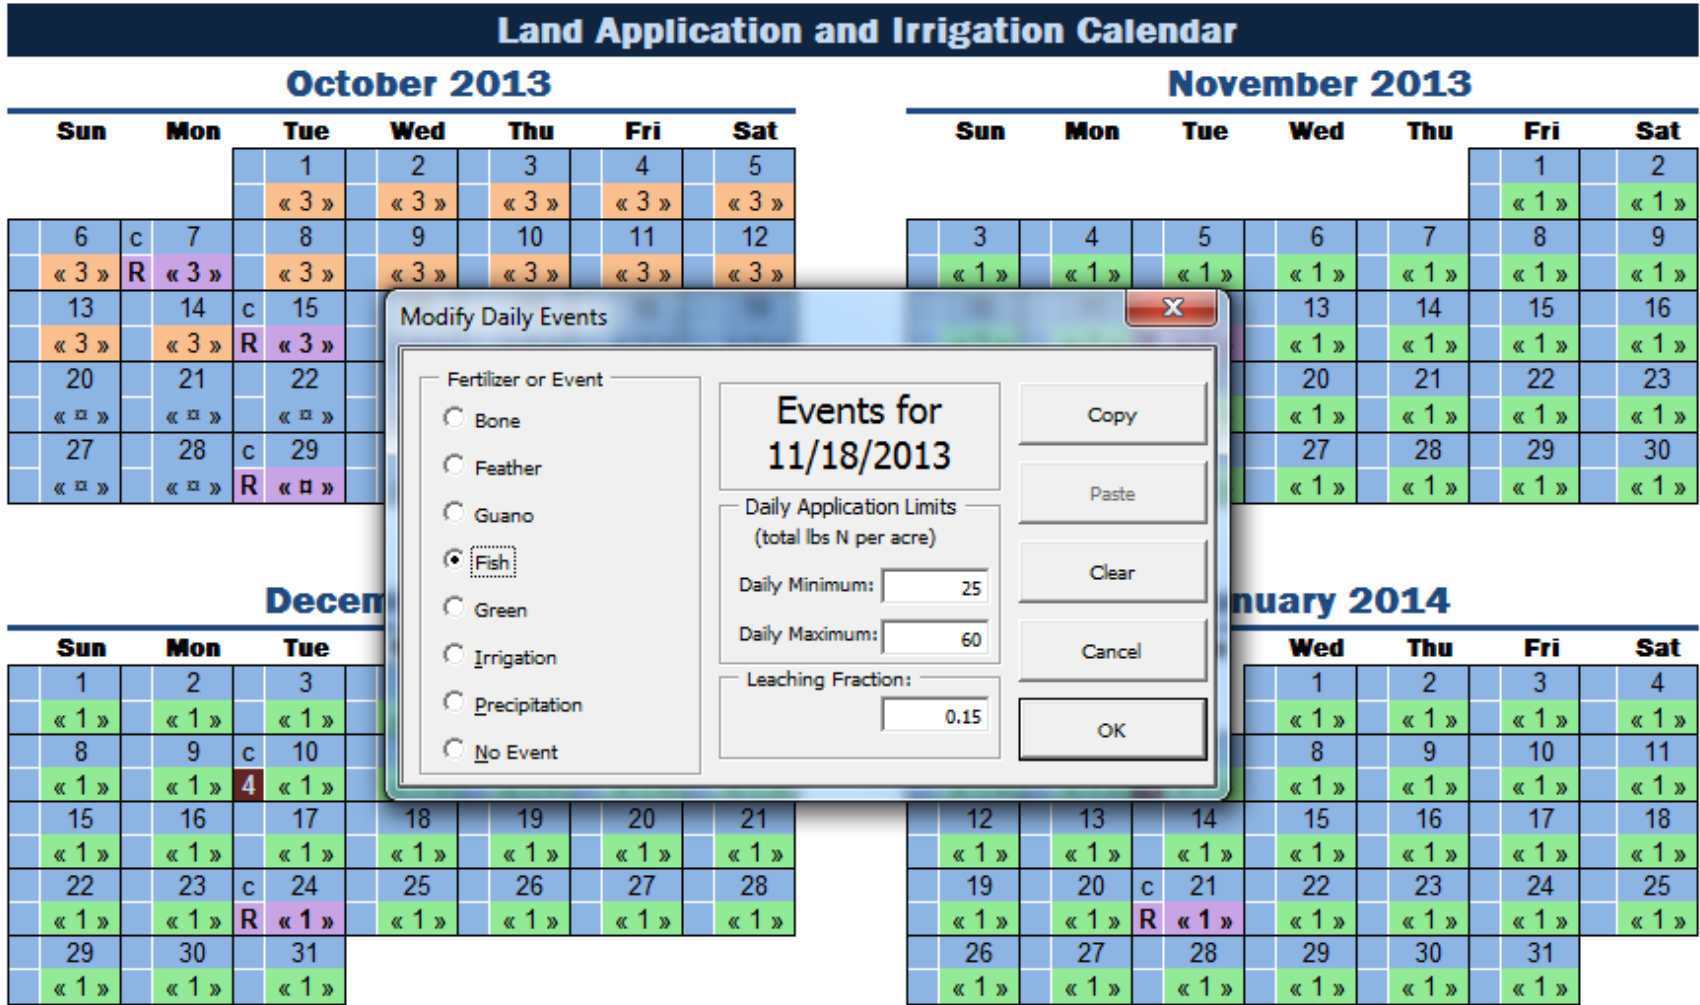 Land Application and Irrigation Calendar
October 2013
Sun Mon Tue Wed Thu Fri Sat
1 2 3 4 5
« 3 » « 3 » « 3 » « 3 » « 3 »
6 c 7 8 9 10 11 12
« 3 » R « 3 » « 3 » « 3 » « 3 » « 3 » « 3 »
13 14 c 15
« 3 » « 3 » R « 3 »
20 21 22
« ¤ » « ¤ » « ¤ »
27 28 c 29
« ¤ » « ¤ » R « ¤ »
November 2013
Sun Mon Tue Wed Thu Fri Sat
1 2
« 1 » « 1 »
3 4 5 6 7 8 9
« 1 » « 1 » « 1 » « 1 » « 1 » « 1 » « 1 »
13 14 15 16
« 1 » « 1 » « 1 » « 1 »
20 21 22 23
« 1 » « 1 » « 1 » « 1 »
27 28 29 30
« 1 » « 1 » « 1 » « 1 »
Modify Daily Events
X
Fertilizer or Event
Bone
Feather
Guano
Fish
Green
Irrigation
Precipitation
No Event
Events for
11/18/2013
Daily Application Limits
(total lbs N per acre)
Daily Minimum: 25
Daily Maximum: 60
Leaching Fraction:
0.15
Copy
Paste
Clear
Cancel
OK
Decem
Sun Mon Tue
1 2 3
« 1 » « 1 » « 1 »
8 9 c 10
« 1 » « 1 » 4 « 1 »
15 16 17 18 19 20 21
« 1 » « 1 » « 1 » « 1 » « 1 » « 1 » « 1 »
22 23 c 24 25 26 27 28
« 1 » « 1 » R « 1 » « 1 » « 1 » « 1 » « 1 »
29 30 31
« 1 » « 1 » « 1 »
nuary 2014
Wed Thu Fri Sat
1 2 3 4
« 1 » « 1 » « 1 » « 1 »
8 9 10 11
« 1 » « 1 » « 1 » « 1 »
12 13 14 15 16 17 18
« 1 » « 1 » « 1 » « 1 » « 1 » « 1 » « 1 »
19 20 c 21 22 23 24 25
« 1 » « 1 » R « 1 » « 1 » « 1 » « 1 » « 1 »
26 27 28 29 30 31
« 1 » « 1 » « 1 » « 1 » « 1 » « 1 »